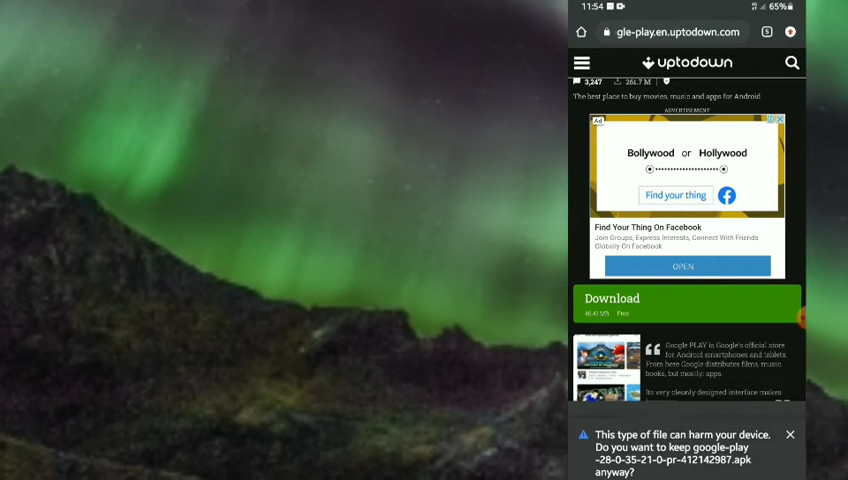 11:54 65%
gle-play.en.uptodown.com 5
uptodown
3,247 261.7 M
The best place to buy movies, music and apps for Android
ADVERTISEMENT
Ad
Bollywood or Hollywood
Find your thing
Find Your Thing On Facebook
Join Groups, Express Interests, Connect With Friends
Globally On Facebook
OPEN
Download
46.41 MB Free
Google PLAY is Google's official store
for Android smartphones and tablets.
From here Google distributes films, music,
books, but mostly: apps.
Its very cleanly designed interface makes
This type of file can harm your device.
Do you want to keep google-play
-28-0-35-21-0-pr-412142987.apk
anyway?